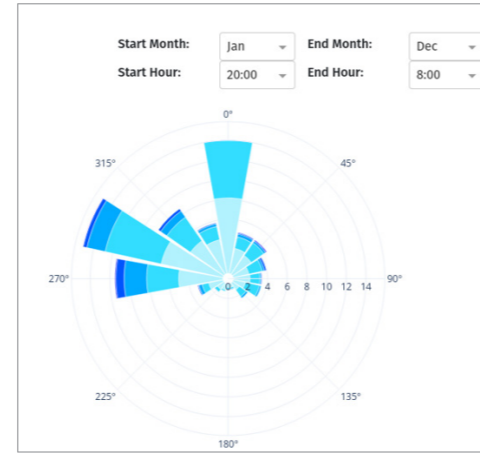 Start Month: Jan End Month: Dec
Start Hour: 20:00 End Hour: 8:00
0°
315° 45°
270° 0 2 4 6 8 10 12 14 90°
225° 135°
180°